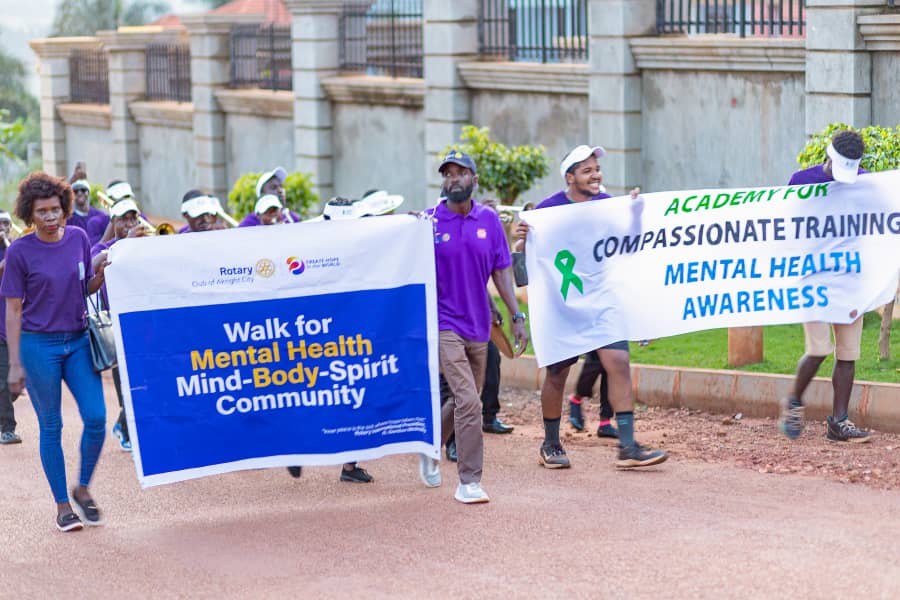 Rotary
Club of Akright City
CREATE HOPE
in the WORLD
Walk for
Mental Health
Mind-Body-Spirit
Community
ACADEMY FOR
COMPASSIONATE TRAINING
MENTAL HEALTH
AWARENESS